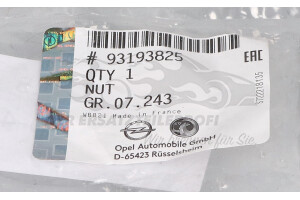 # 93193825
EAC
QTY 1
NUT
GR.07.243
Made in France
Opel Automobile GmbH
D-65423 Rüsselsheim